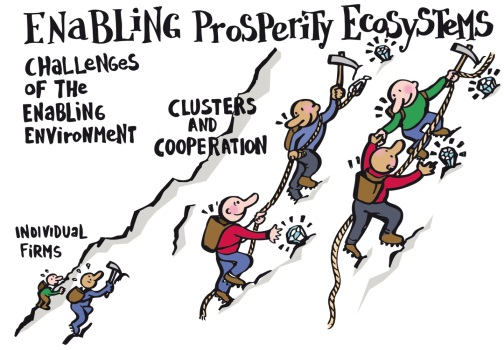 ENaBLiNG PROSPERiTY ECOSYSTEMS
CHaLLeNGES
OF THE
ENaBLiNG
ENViRONMENT
CLUSTERS
AND
COOPERATiON
iNDiViDUaL
FiRMS